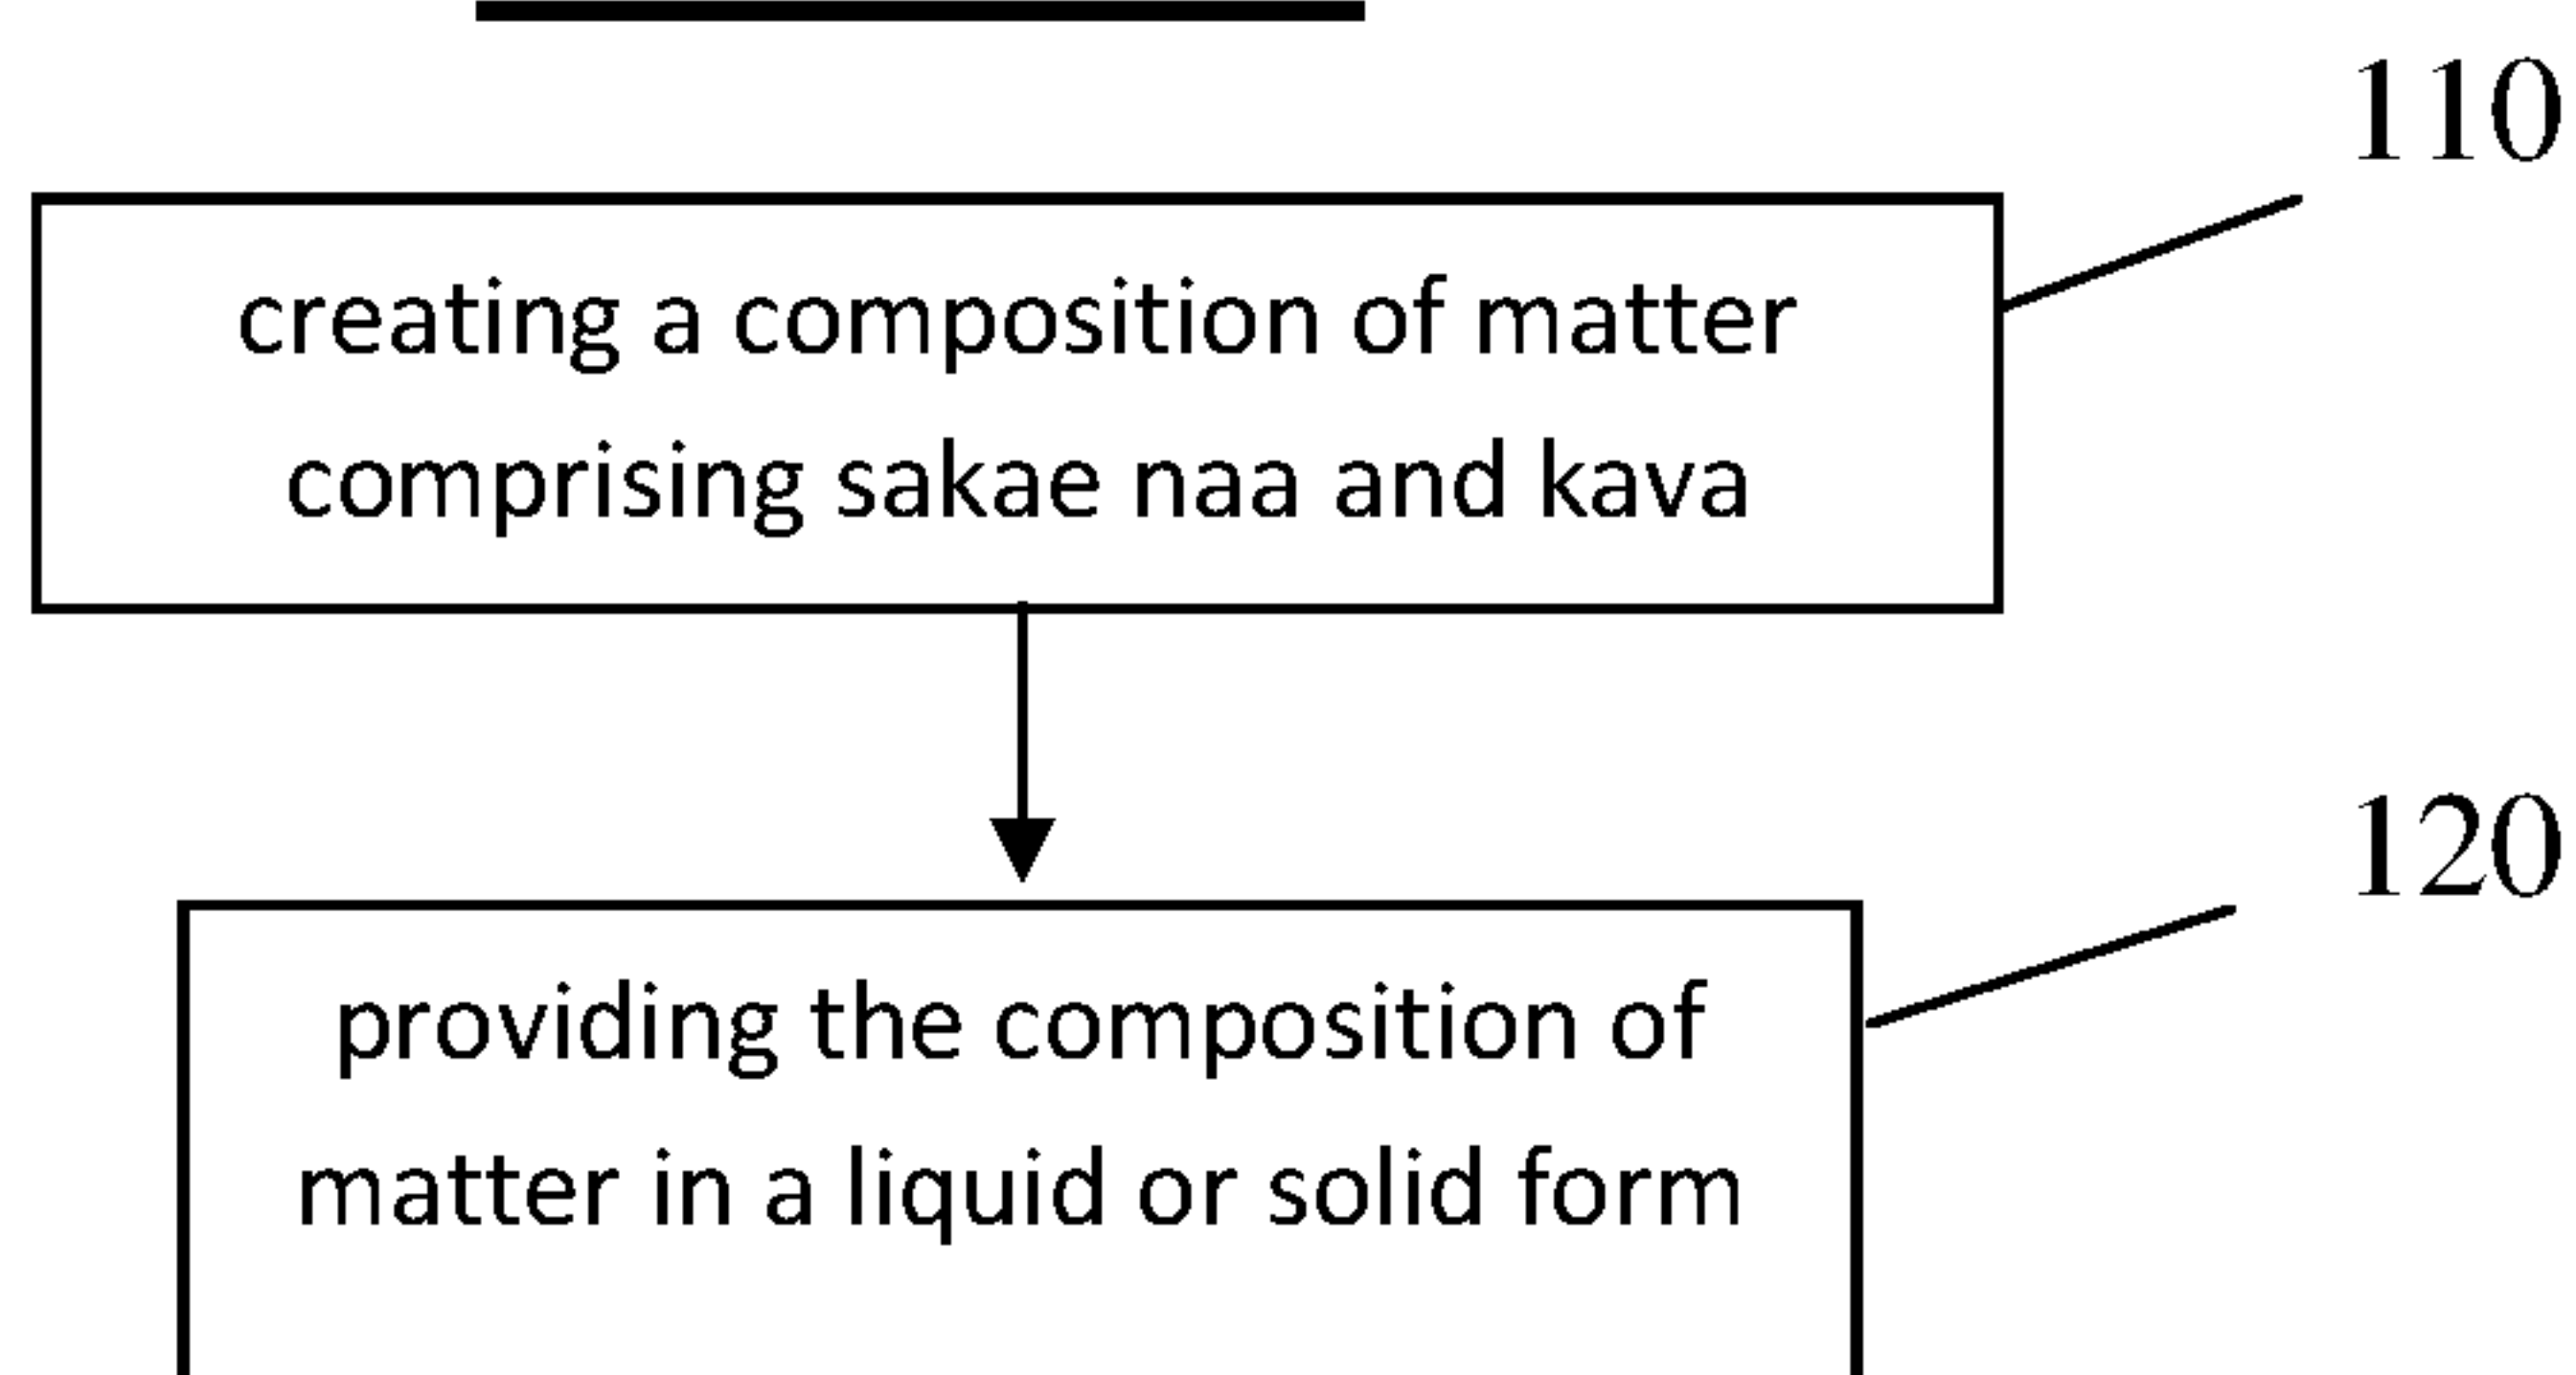 110
creating a composition of matter
comprising sakae naa and kava
120
providing the composition of
matter in a liquid or solid form